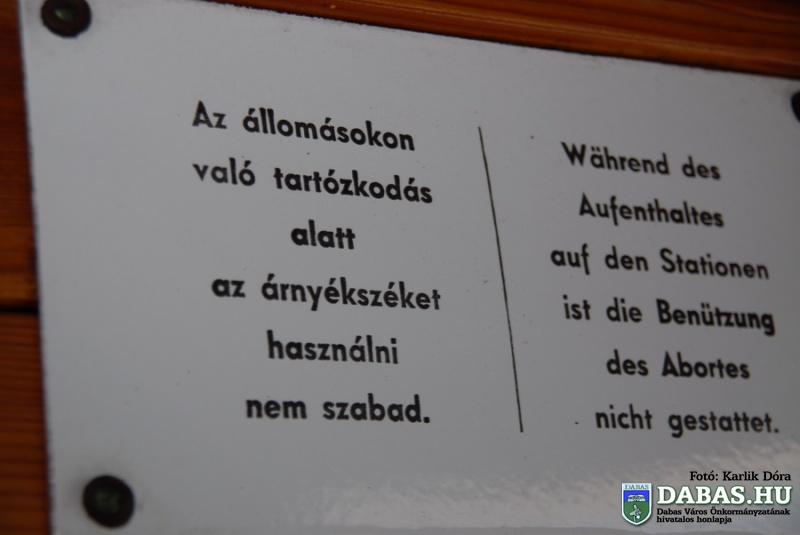 Az állomásokon
való tartózkodás
alatt
az árnyékszéket
használni
nem szabad.
Während des
Aufenthaltes
auf den Stationen
ist die Benützung
des Abortes
nicht gestattet.
Fotó: Karlik Dóra
DABAS
DABAS.HU
Dabas Város Önkormányzatának
hivatalos honlapja